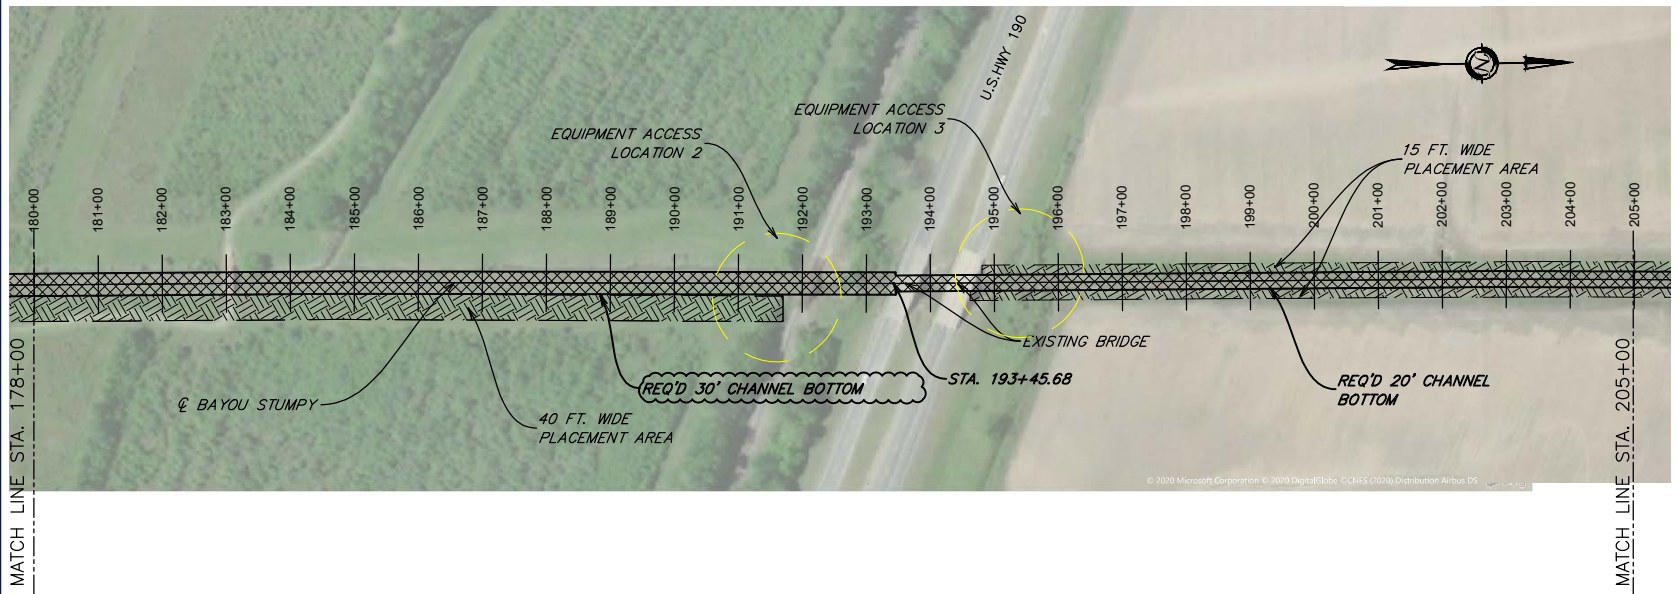 U.S.HWY 190
N
EQUIPMENT ACCESS
LOCATION 2
EQUIPMENT ACCESS
LOCATION 3
15 FT. WIDE
PLACEMENT AREA
180+00
181+00
182+00
183+00
184+00
185+00
186+00
187+00
188+00
189+00
190+00
191+00
192+00
193+00
194+00
195+00
196+00
197+00
198+00
199+00
200+00
201+00
202+00
203+00
204+00
205+00
EXISTING BRIDGE
STA. 193+45.68
REQ'D 30' CHANNEL BOTTOM
REQ'D 20' CHANNEL
BOTTOM
℄ BAYOU STUMPY
40 FT. WIDE
PLACEMENT AREA
MATCH LINE STA. 178+00
MATCH LINE STA. 205+00
© 2020 Microsoft Corporation © 2020 DigitalGlobe ©CNES (2020) Distribution Airbus DS